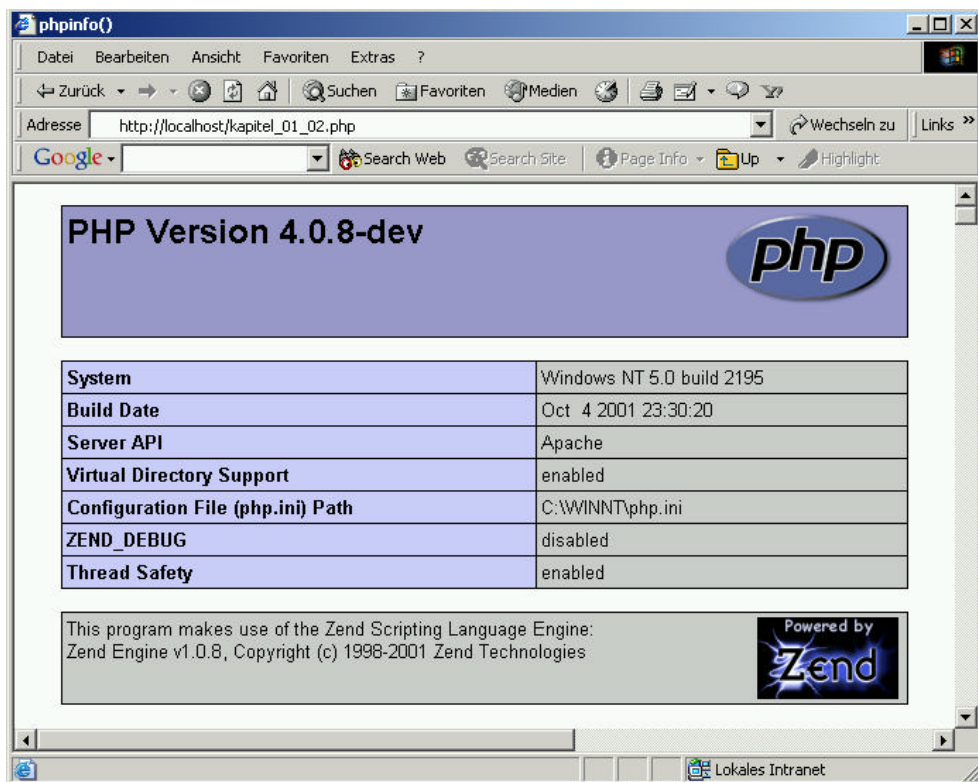 phpinfo()
Datei Bearbeiten Ansicht Favoriten Extras ?
Zurück Suchen Favoriten Medien
Adresse http://localhost/kapitel_01_02.php Wechseln zu Links »
Google Search Web Search Site Page Info Up Highlight
PHP Version 4.0.8-dev
php
System Windows NT 5.0 build 2195
Build Date Oct 4 2001 23:30:20
Server API Apache
Virtual Directory Support enabled
Configuration File (php.ini) Path C:\WINNT\php.ini
ZEND_DEBUG disabled
Thread Safety enabled
This program makes use of the Zend Scripting Language Engine:
Zend Engine v1.0.8, Copyright (c) 1998-2001 Zend Technologies
Powered by
Zend
Lokales Intranet